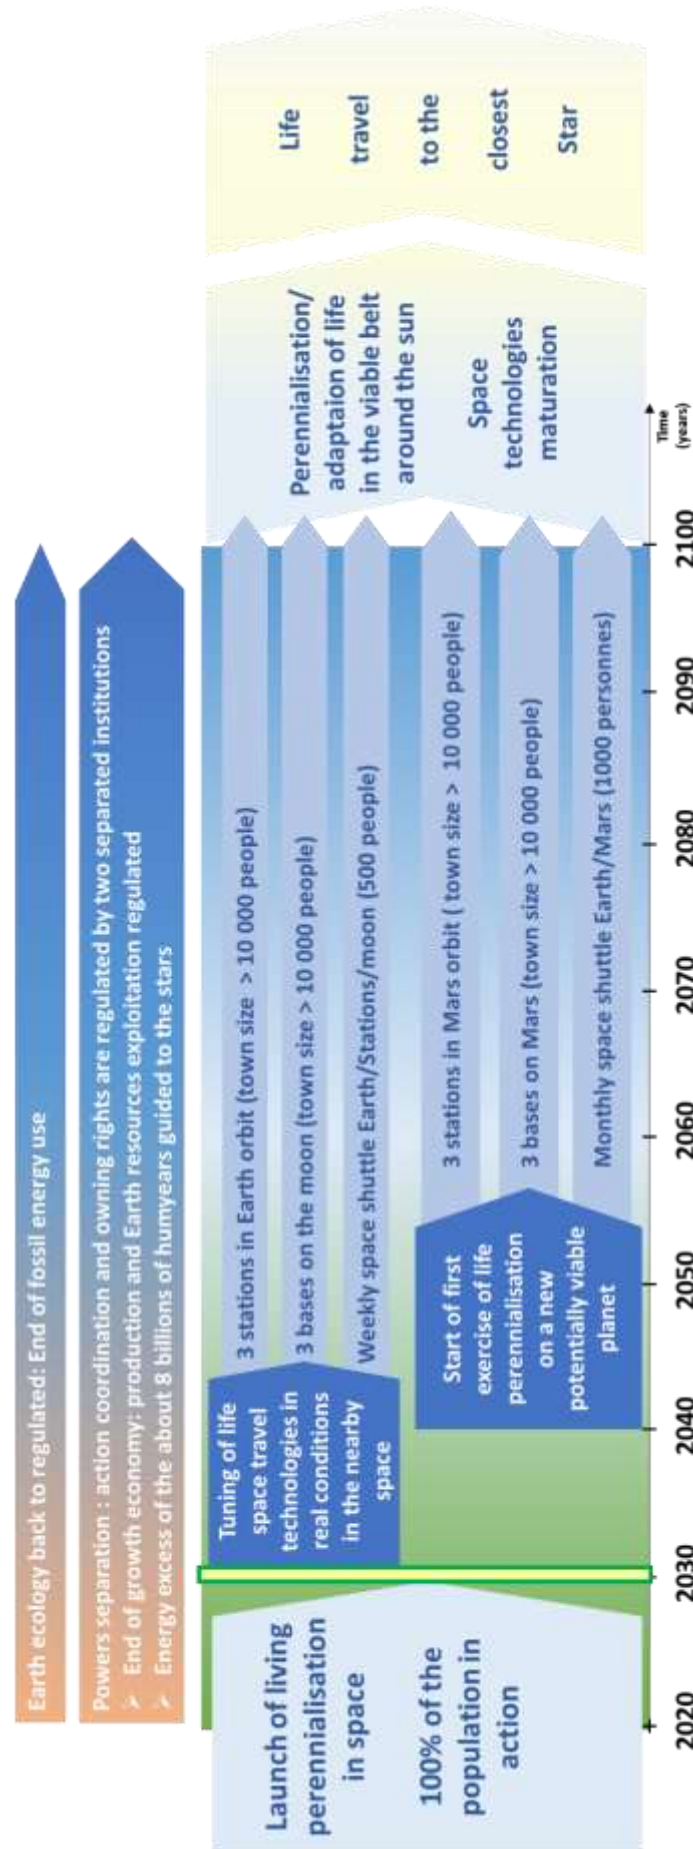 Earth ecology back to regulated: End of fossil energy use
Powers separation : action coordination and owning rights are regulated by two separated institutions
➢ End of growth economy: production and Earth resources exploitation regulated
➢ Energy excess of the about 8 billions of humyears guided to the stars
Launch of living
perennialisation
in space
100% of the
population in
action
Tuning of life
space travel
technologies in
real conditions
in the nearby
space
3 stations in Earth orbit (town size > 10 000 people)
3 bases on the moon (town size > 10 000 people)
Weekly space shuttle Earth/Stations/moon (500 people)
Start of first
exercise of life
perennialisation
on a new
potentially viable
planet
3 stations in Mars orbit ( town size > 10 000 people)
3 bases on Mars (town size > 10 000 people)
Monthly space shuttle Earth/Mars (1000 personnes)
Perennialisation/
adaptaion of life
in the viable belt
around the sun
Space
technologies
maturation
Life
travel
to the
closest
Star
2020 2030 2040 2050 2060 2070 2080 2090 2100
Time
(years)